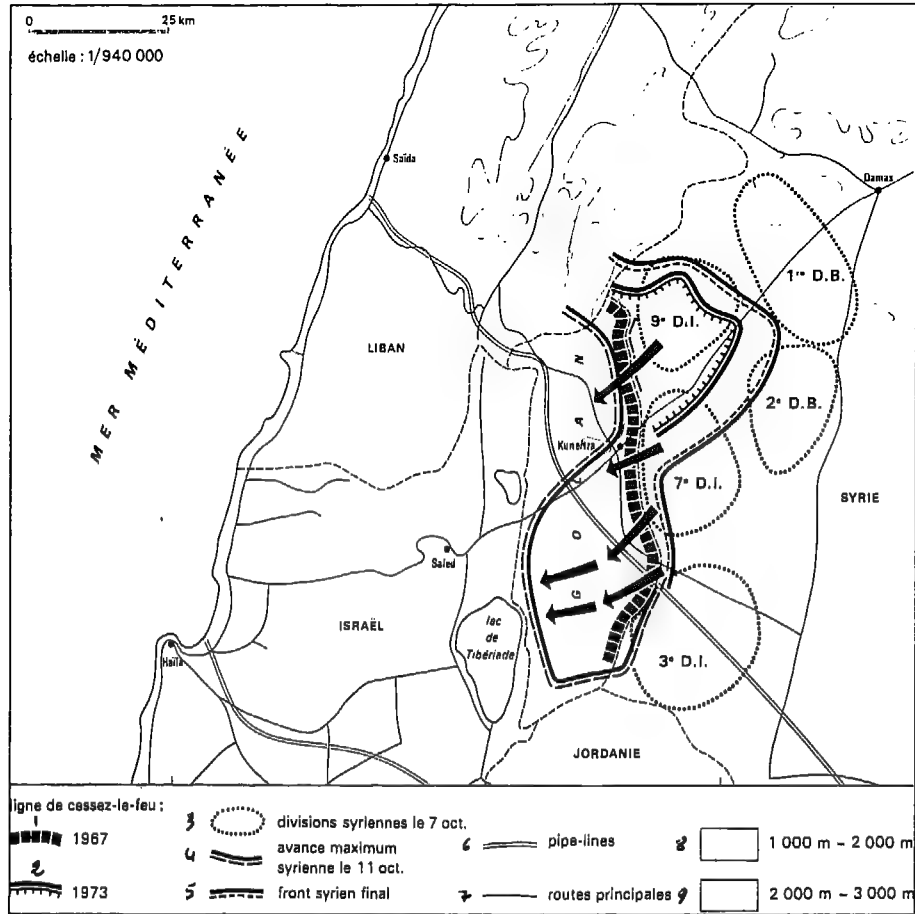 0 25 km
échelle : 1/940 000
MER MÉDITERRANÉE
Saïda
Damas
1re D.B.
9e D.I.
LIBAN
2e D.B.
GOLAN
Kuneitra
7e D.I.
SYRIE
Safed
ISRAËL
lac
de
Tibériade
Haïfa
3e D.I.
JORDANIE
ligne de cessez-le-feu :
1 1967
2 1973
3 divisions syriennes le 7 oct.
4 avance maximum
syrienne le 11 oct.
5 front syrien final
6 pipe-lines
7 routes principales
8 1 000 m – 2 000 m
9 2 000 m – 3 000 m